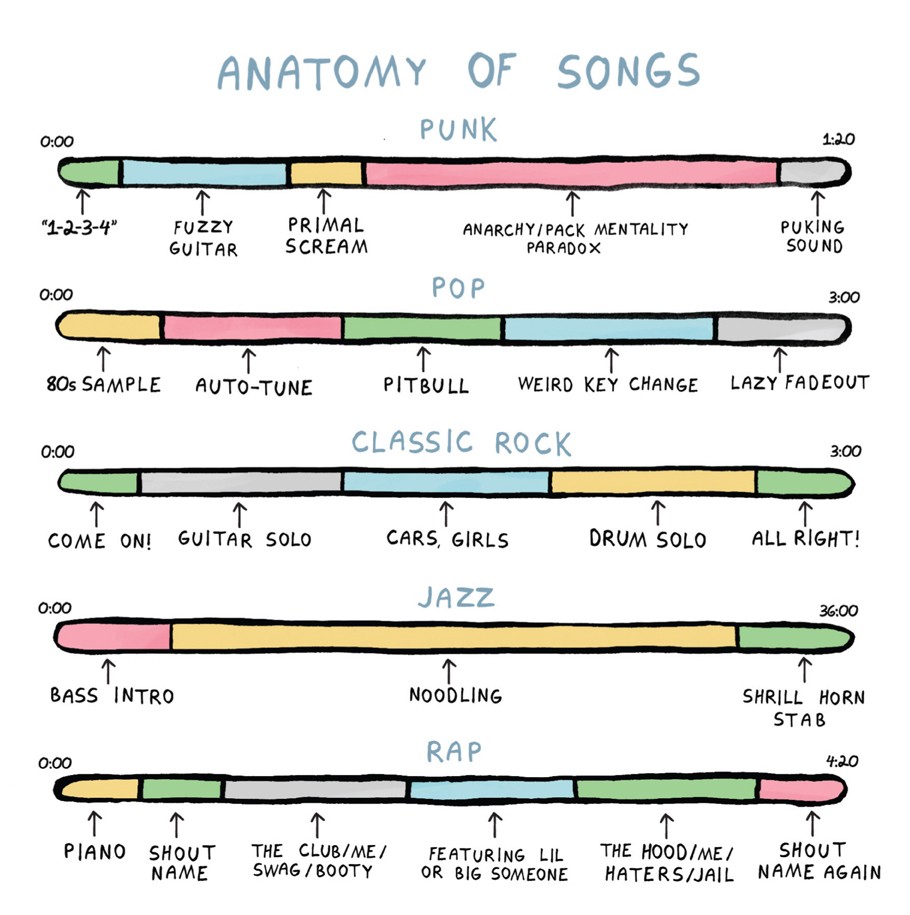 ANATOMY OF SONGS
PUNK
0:00
1:20
"1-2-3-4"
FUZZY
GUITAR
PRIMAL
SCREAM
ANARCHY/PACK MENTALITY
PARADOX
PUKING
SOUND
POP
0:00
3:00
80s SAMPLE
AUTO-TUNE
PITBULL
WEIRD KEY CHANGE
LAZY FADEOUT
CLASSIC ROCK
0:00
3:00
COME ON!
GUITAR SOLO
CARS, GIRLS
DRUM SOLO
ALL RIGHT!
JAZZ
0:00
36:00
BASS INTRO
NOODLING
SHRILL HORN
STAB
RAP
0:00
4:20
PIANO
SHOUT
NAME
THE CLUB/ME/
SWAG/BOOTY
FEATURING LIL
OR BIG SOMEONE
THE HOOD/ME/
HATERS/JAIL
SHOUT
NAME AGAIN